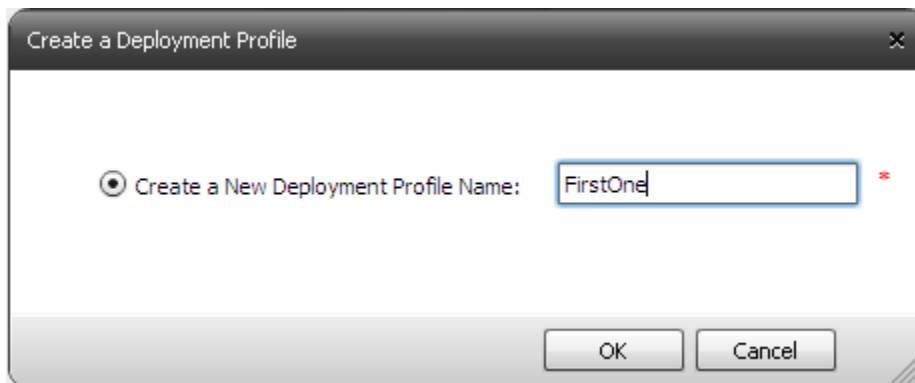 Create a Deployment Profile
Create a New Deployment Profile Name: FirstOne *
OK Cancel